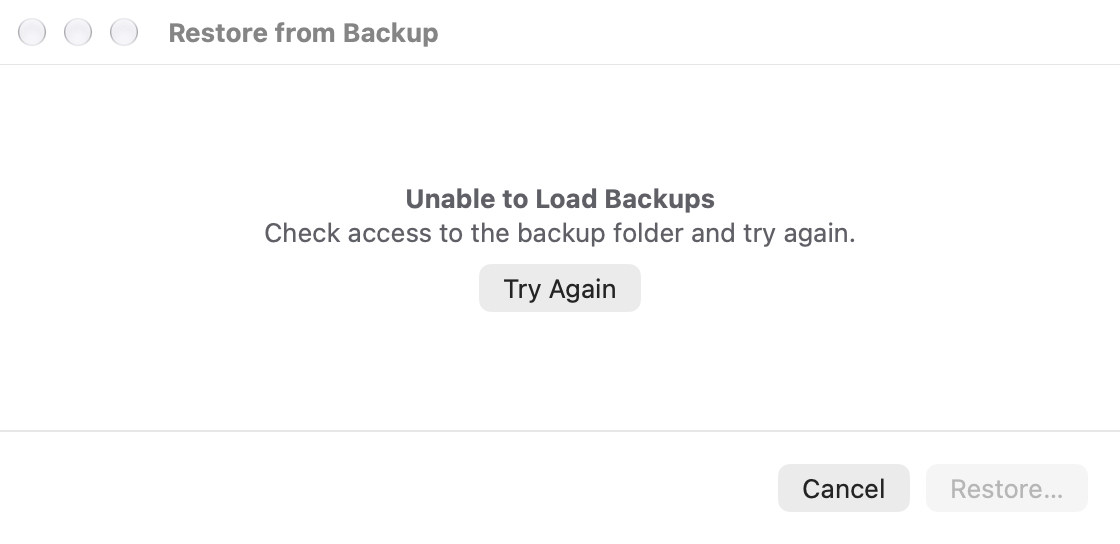 Restore from Backup
Unable to Load Backups
Check access to the backup folder and try again.
Try Again
Cancel
Restore...